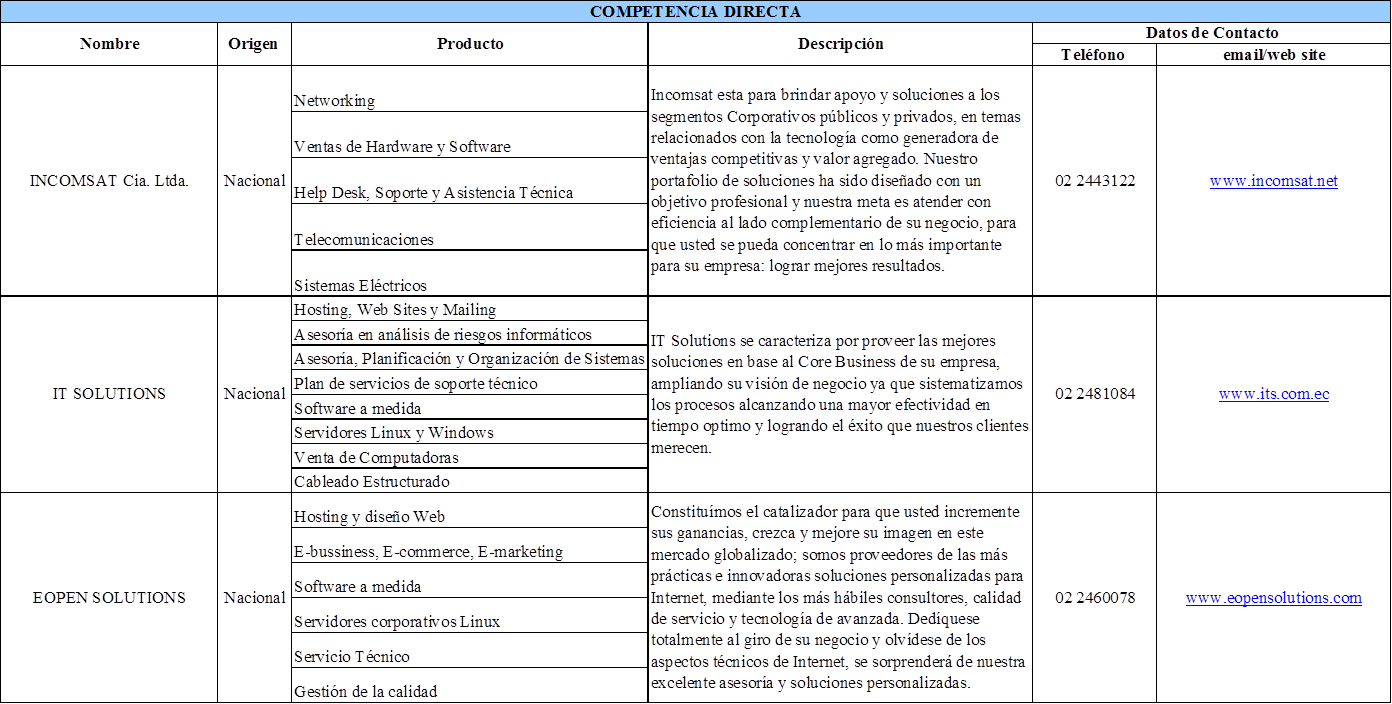 COMPETENCIA DIRECTA
Nombre
Origen
Producto
Descripción
Datos de Contacto
Teléfono
email/web site
INCOMSAT Cia. Ltda.
Nacional
Networking
Ventas de Hardware y Software
Help Desk, Soporte y Asistencia Técnica
Telecomunicaciones
Sistemas Eléctricos
Incomsat esta para brindar apoyo y soluciones a los
segmentos Corporativos públicos y privados, en temas
relacionados con la tecnología como generadora de
ventajas competitivas y valor agregado. Nuestro
portafolio de soluciones ha sido diseñado con un
objetivo profesional y nuestra meta es atender con
eficiencia al lado complementario de su negocio, para
que usted se pueda concentrar en lo más importante
para su empresa: lograr mejores resultados.
02 2443122
www.incomsat.net
IT SOLUTIONS
Nacional
Hosting, Web Sites y Mailing
Asesoría en análisis de riesgos informáticos
Asesoría, Planificación y Organización de Sistemas
Plan de servicios de soporte técnico
Software a medida
Servidores Linux y Windows
Venta de Computadoras
Cableado Estructurado
IT Solutions se caracteriza por proveer las mejores
soluciones en base al Core Business de su empresa,
ampliando su visión de negocio ya que sistematizamos
los procesos alcanzando una mayor efectividad en
tiempo optimo y logrando el éxito que nuestros clientes
merecen.
02 2481084
www.its.com.ec
EOPEN SOLUTIONS
Nacional
Hosting y diseño Web
E-bussiness, E-commerce, E-marketing
Software a medida
Servidores corporativos Linux
Servicio Técnico
Gestión de la calidad
Constituímos el catalizador para que usted incremente
sus ganancias, crezca y mejore su imagen en este
mercado globalizado; somos proveedores de las más
prácticas e innovadoras soluciones personalizadas para
Internet, mediante los más hábiles consultores, calidad
de servicio y tecnología de avanzada. Dedíquese
totalmente al giro de su negocio y olvídese de los
aspectos técnicos de Internet, se sorprenderá de nuestra
excelente asesoría y soluciones personalizadas.
02 2460078
www.eopensolutions.com